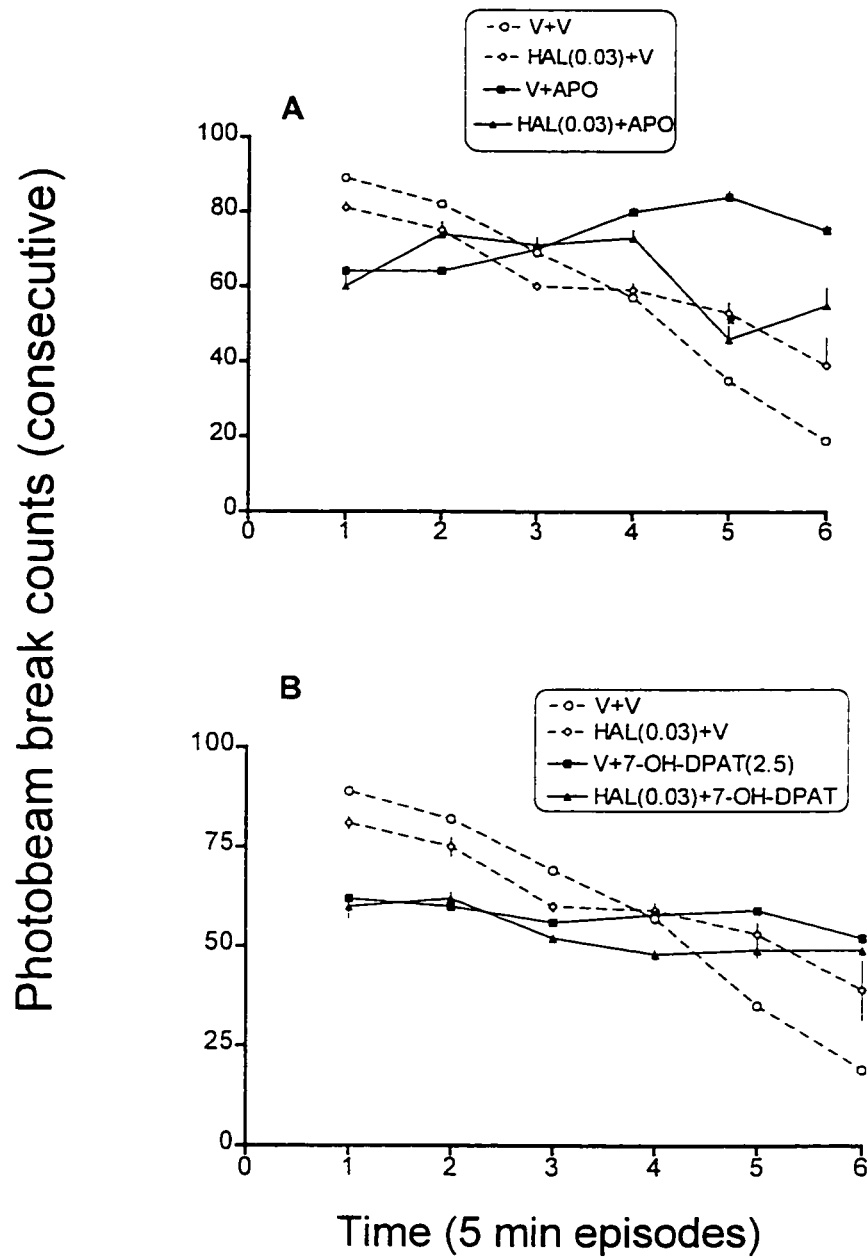 V+V
HAL(0.03)+V
V+APO
HAL(0.03)+APO
A
100
80
60
40
20
0
0 1 2 3 4 5 6
Photobeam break counts (consecutive)
B
V+V
HAL(0.03)+V
V+7-OH-DPAT(2.5)
HAL(0.03)+7-OH-DPAT
100
75
50
25
0
0 1 2 3 4 5 6
Time (5 min episodes)